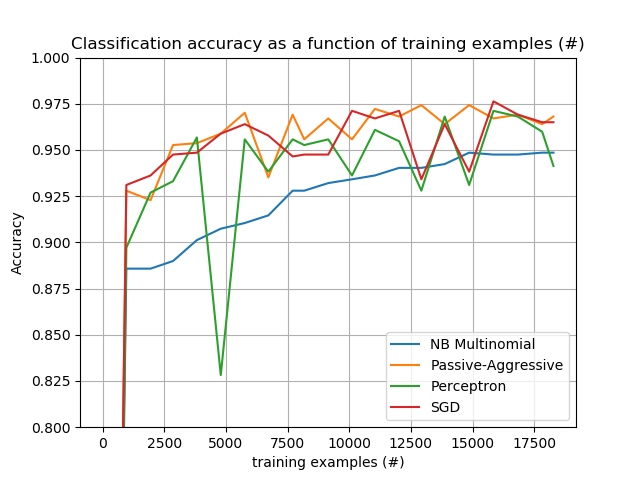 Classification accuracy as a function of training examples (#)
1.000
0.975
0.950
0.925
0.900
0.875
0.850
0.825
0.800
Accuracy
NB Multinomial
Passive-Aggressive
Perceptron
SGD
0 2500 5000 7500 10000 12500 15000 17500
training examples (#)